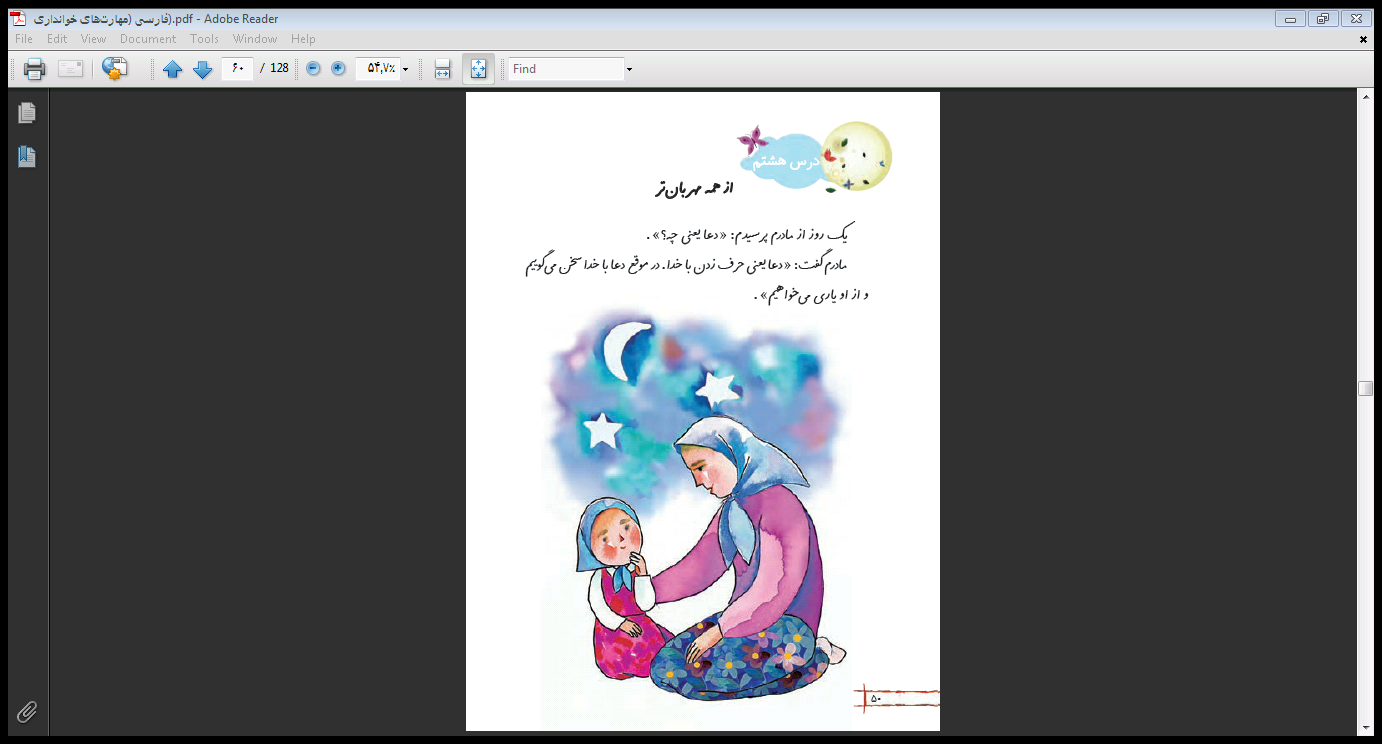 فارسی (مهارت‌های خوانداری).pdf - Adobe Reader
File Edit View Document Tools Window Help
۶۰ / 128 ۵۴٫۷٪ Find
درس هشتم
از همه مهربان‌تر
یک روز از مادرم پرسیدم: «دعا یعنی چه؟» .
مادرم گفت: «دعا یعنی حرف زدن با خدا. در موقع دعا با خدا سخن می‌گوییم
و از او یاری می‌خواهیم» .
۵۰